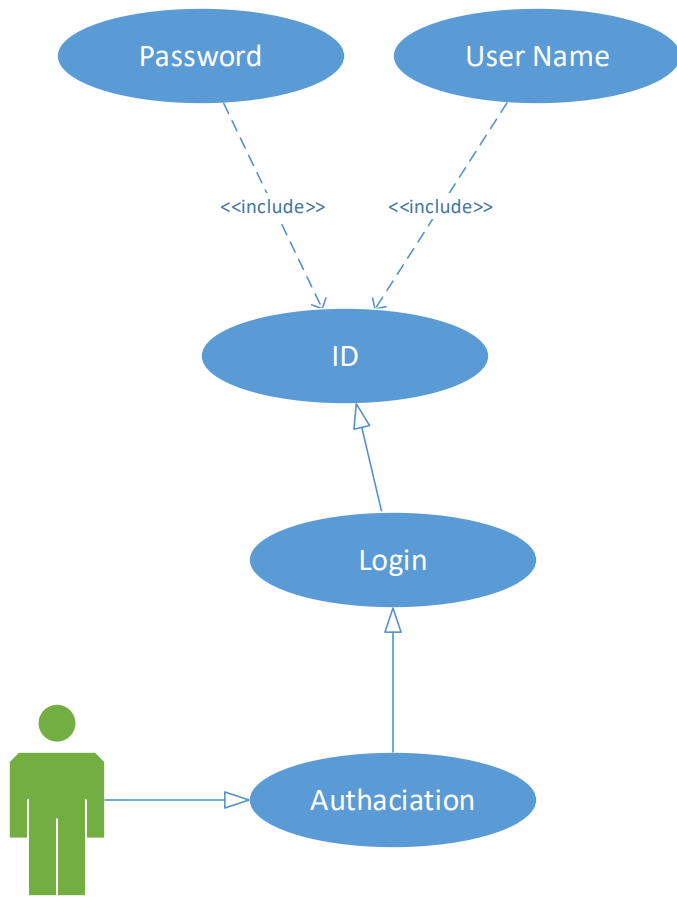 Password
User Name
<<include>>
<<include>>
ID
Login
Authaciation